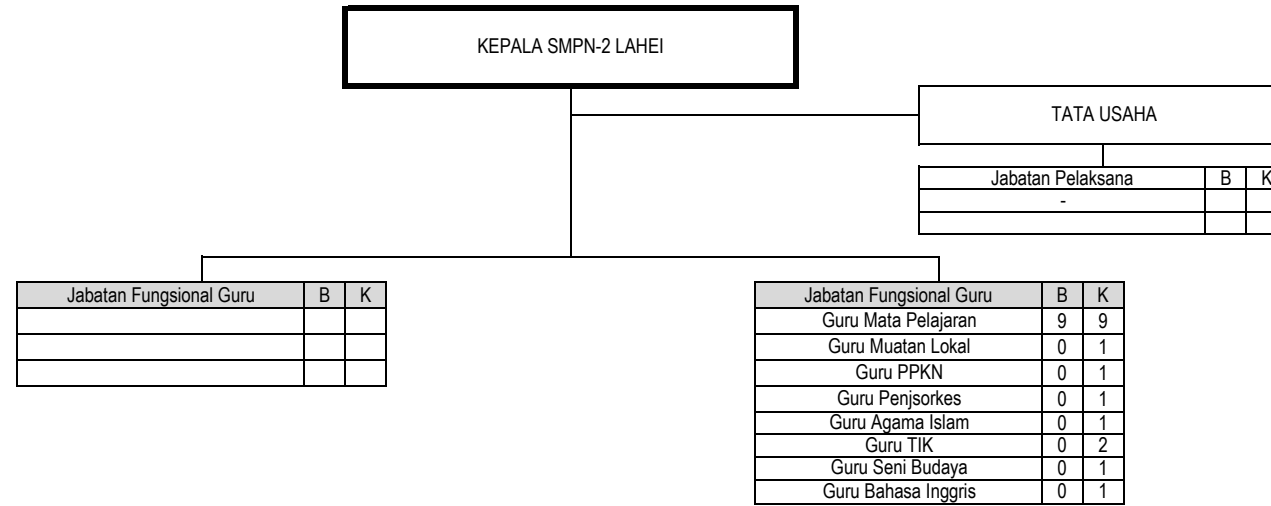 KEPALA SMPN-2 LAHEI
TATA USAHA
Jabatan Pelaksana B K
-
Jabatan Fungsional Guru B K
Jabatan Fungsional Guru B K
Guru Mata Pelajaran 9 9
Guru Muatan Lokal 0 1
Guru PPKN 0 1
Guru Penjsorkes 0 1
Guru Agama Islam 0 1
Guru TIK 0 2
Guru Seni Budaya 0 1
Guru Bahasa Inggris 0 1